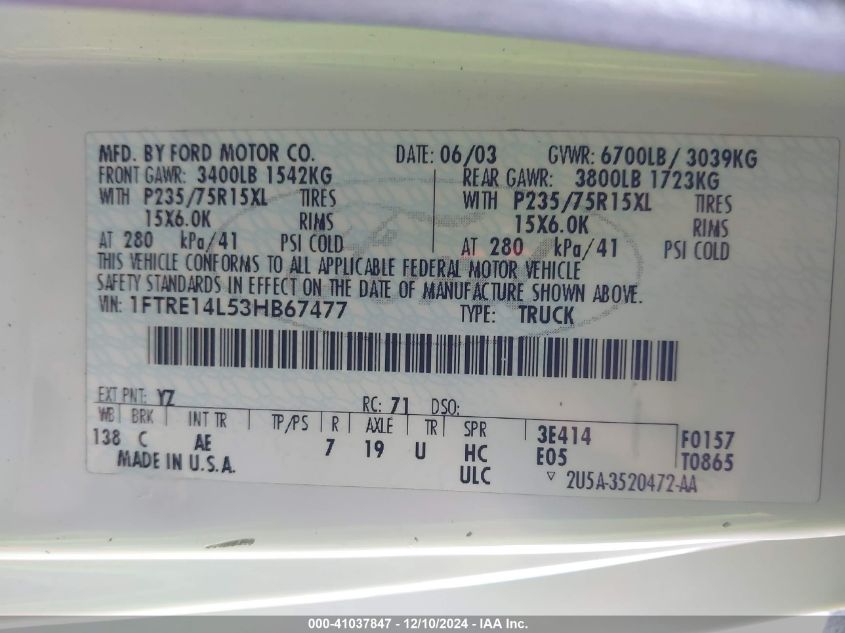 MFD. BY FORD MOTOR CO. DATE: 06/03 GVWR: 6700LB/ 3039KG
FRONT GAWR: 3400LB 1542KG REAR GAWR: 3800LB 1723KG
WITH P235/75R15XL TIRES WITH P235/75R15XL TIRES
15X6.0K RIMS 15X6.0K RIMS
AT 280 kPa/41 PSI COLD AT 280 kPa/41 PSI COLD
THIS VEHICLE CONFORMS TO ALL APPLICABLE FEDERAL MOTOR VEHICLE
SAFETY STANDARDS IN EFFECT ON THE DATE OF MANUFACTURE SHOWN ABOVE.
VIN: 1FTRE14L53HB67477 TYPE: TRUCK
EXT PNT: YZ RC: 71 DSO:
WB BRK INT TR TP/PS R AXLE TR SPR 3E414 F0157
138 C AE 7 19 U HC E05 T0865
MADE IN U.S.A. ULC 2U5A-3520472-AA
000-41037847 - 12/10/2024 - IAA Inc.